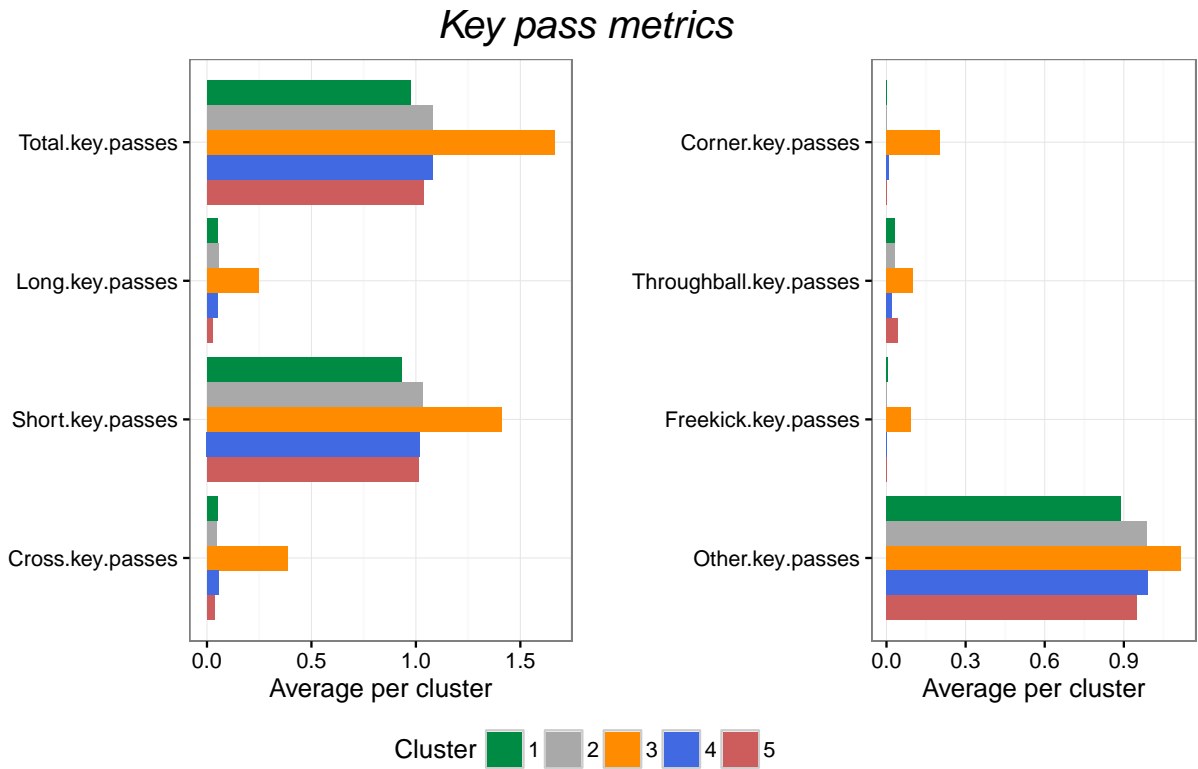 Key pass metrics
Total.key.passes
Long.key.passes
Short.key.passes
Cross.key.passes
0.0 0.5 1.0 1.5
Average per cluster
Corner.key.passes
Throughball.key.passes
Freekick.key.passes
Other.key.passes
0.0 0.3 0.6 0.9
Average per cluster
Cluster 1 2 3 4 5